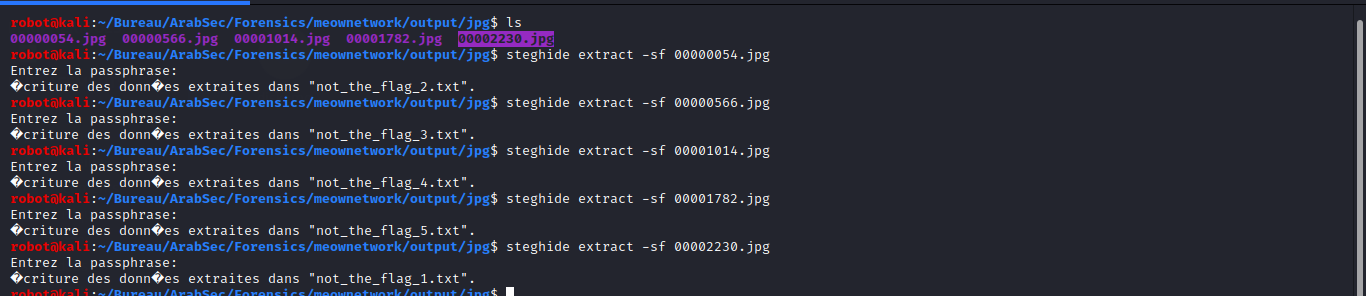 robot@kali:~/Bureau/ArabSec/Forensics/meownetwork/output/jpg$ ls
00000054.jpg 00000566.jpg 00001014.jpg 00001782.jpg 00002230.jpg
robot@kali:~/Bureau/ArabSec/Forensics/meownetwork/output/jpg$ steghide extract -sf 00000054.jpg
Entrez la passphrase:
�criture des donn�es extraites dans "not_the_flag_2.txt".
robot@kali:~/Bureau/ArabSec/Forensics/meownetwork/output/jpg$ steghide extract -sf 00000566.jpg
Entrez la passphrase:
�criture des donn�es extraites dans "not_the_flag_3.txt".
robot@kali:~/Bureau/ArabSec/Forensics/meownetwork/output/jpg$ steghide extract -sf 00001014.jpg
Entrez la passphrase:
�criture des donn�es extraites dans "not_the_flag_4.txt".
robot@kali:~/Bureau/ArabSec/Forensics/meownetwork/output/jpg$ steghide extract -sf 00001782.jpg
Entrez la passphrase:
�criture des donn�es extraites dans "not_the_flag_5.txt".
robot@kali:~/Bureau/ArabSec/Forensics/meownetwork/output/jpg$ steghide extract -sf 00002230.jpg
Entrez la passphrase:
�criture des donn�es extraites dans "not_the_flag_1.txt".
robot@kali:~/Bureau/ArabSec/Forensics/meownetwork/output/jpg$